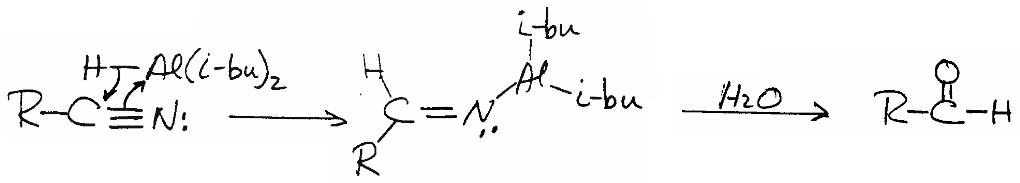 i-bu
H—Al(i-bu)2 H Al
R—C≡N: C=N i-bu H2O R—C—H
R O